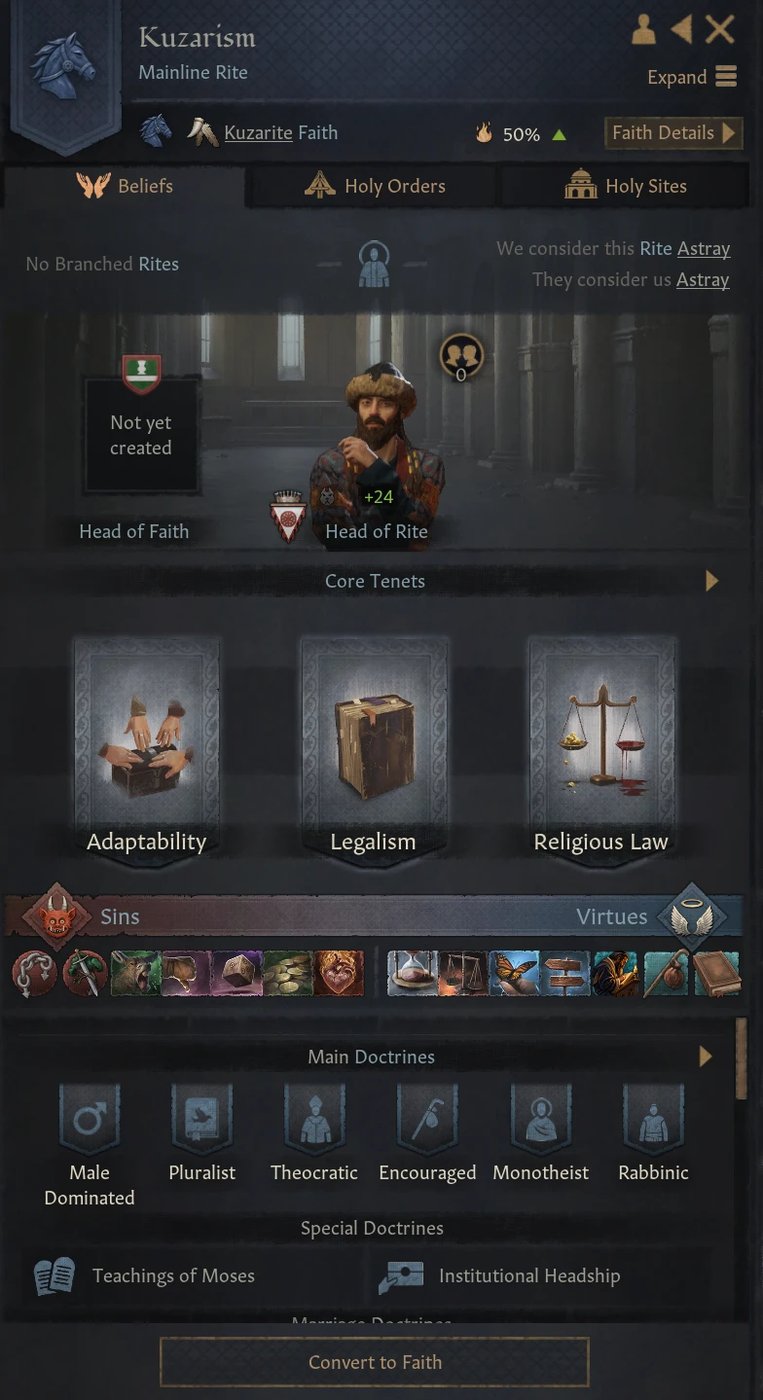 Kuzarism
Mainline Rite
Expand
Kuzarite Faith
50%
Faith Details
Beliefs
Holy Orders
Holy Sites
No Branched Rites
We consider this Rite Astray
They consider us Astray
0
Not yet
created
+24
Head of Faith
Head of Rite
Core Tenets
Adaptability
Legalism
Religious Law
Sins
Virtues
Main Doctrines
Male
Dominated
Pluralist
Theocratic
Encouraged
Monotheist
Rabbinic
Special Doctrines
Teachings of Moses
Institutional Headship
Marriage Doctrines
Convert to Faith